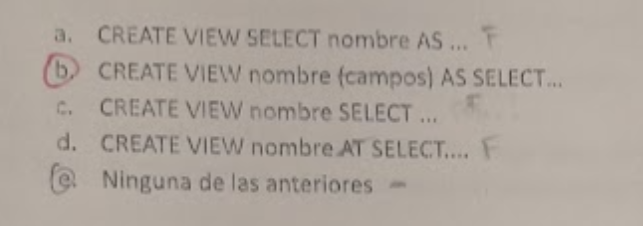 a. CREATE VIEW SELECT nombre AS ... F
b. CREATE VIEW nombre (campos) AS SELECT...
c. CREATE VIEW nombre SELECT ... F
d. CREATE VIEW nombre AT SELECT.... F
e. Ninguna de las anteriores –